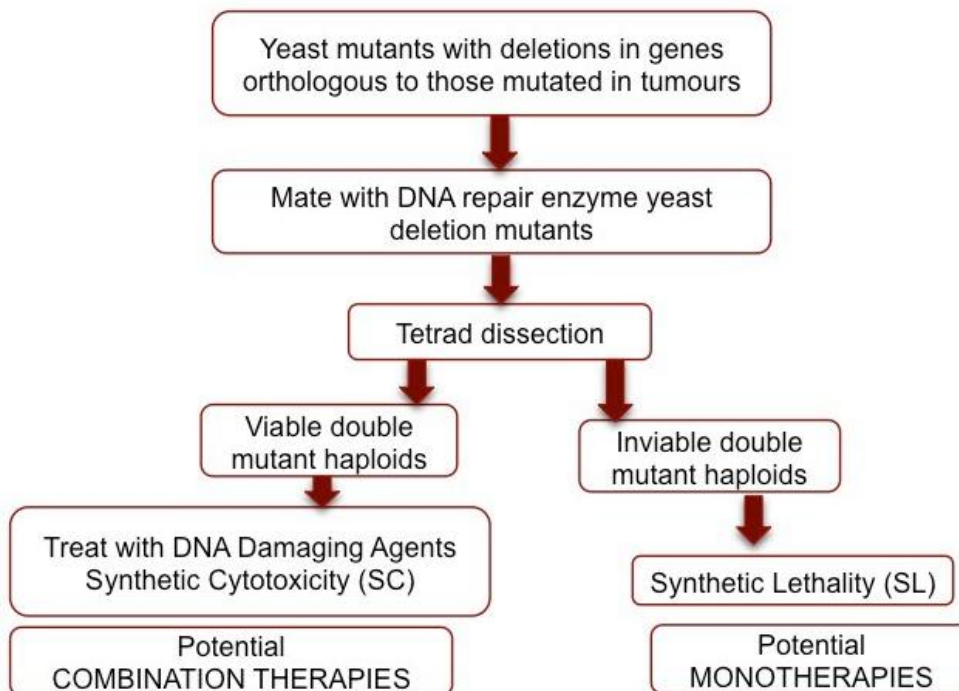 Yeast mutants with deletions in genes
orthologous to those mutated in tumours
Mate with DNA repair enzyme yeast
deletion mutants
Tetrad dissection
Viable double
mutant haploids
Inviable double
mutant haploids
Treat with DNA Damaging Agents
Synthetic Cytotoxicity (SC)
Synthetic Lethality (SL)
Potential
COMBINATION THERAPIES
Potential
MONOTHERAPIES